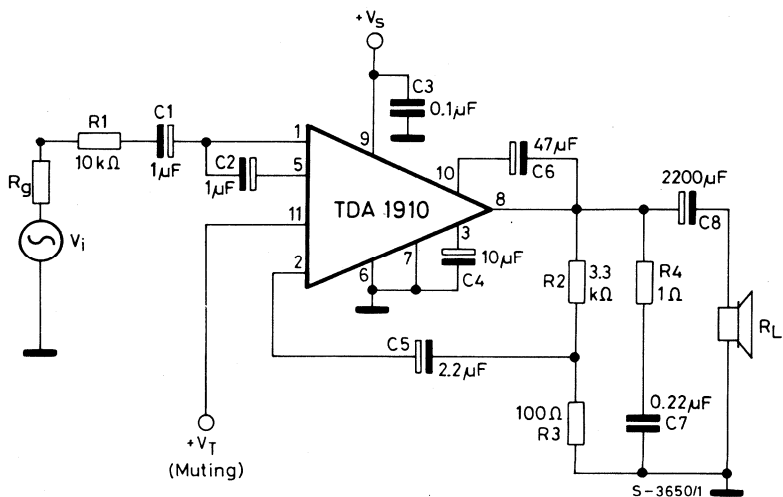 +VS
C3
0.1µF
R1
10kΩ
C1
1µF
C2
1µF
Rg
Vi
1
5
11
2
9
10
8
3
7
6
TDA 1910
47µF
C6
2200µF
C8
10µF
C4
R2
3.3
kΩ
R4
1Ω
RL
C5
2.2µF
100Ω
R3
0.22µF
C7
+VT
(Muting)
S-3650/1